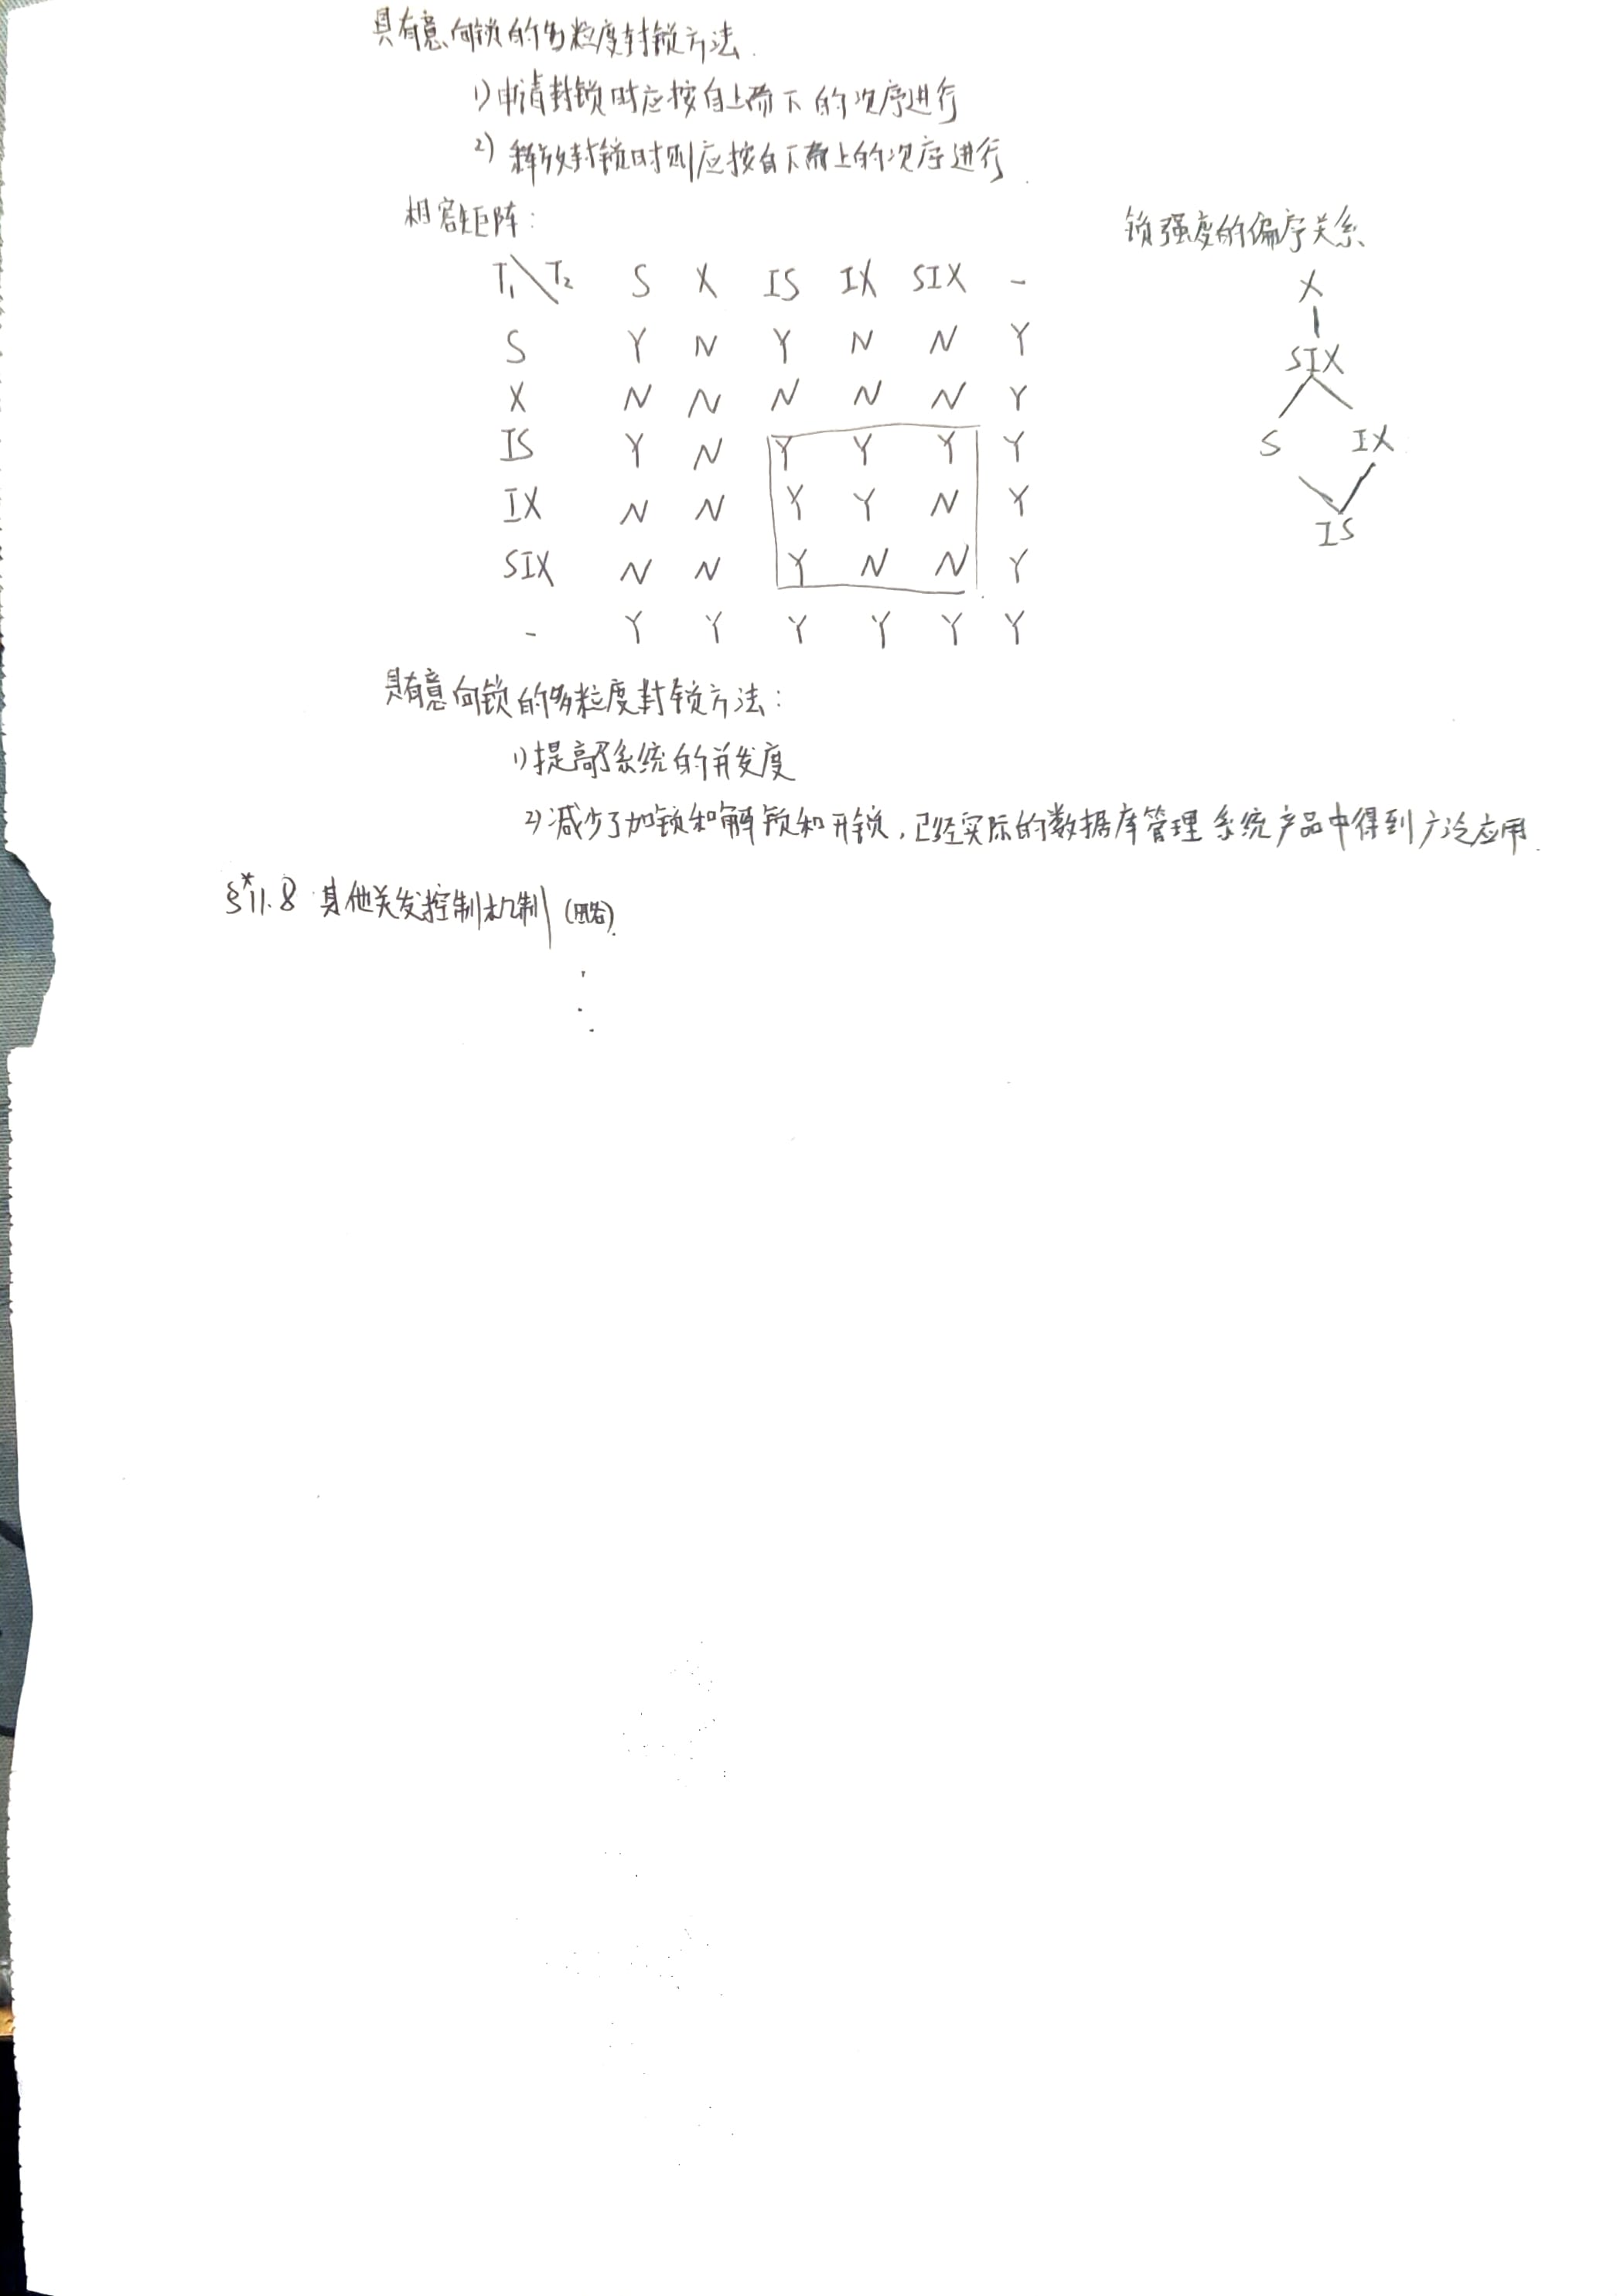 具有意向锁的多粒度封锁方法.
1) 申请封锁时应按自上而下的次序进行
2) 释放封锁时则应按自下而上的次序进行.
相容矩阵:
锁强度的偏序关系
T₁\T₂ S X IS IX SIX -
S Y N Y N N Y
X N N N N N Y
IS Y N Y Y Y Y
IX N N Y Y N Y
SIX N N Y N N Y
- Y Y Y Y Y Y
X
SIX
S IX
IS
具有意向锁的多粒度封锁方法:
1) 提高了系统的并发度
2) 减少了加锁和解锁和开锁,已经实际的数据库管理系统产品中得到广泛应用.
§*11.8 其他关发控制机制 (略).